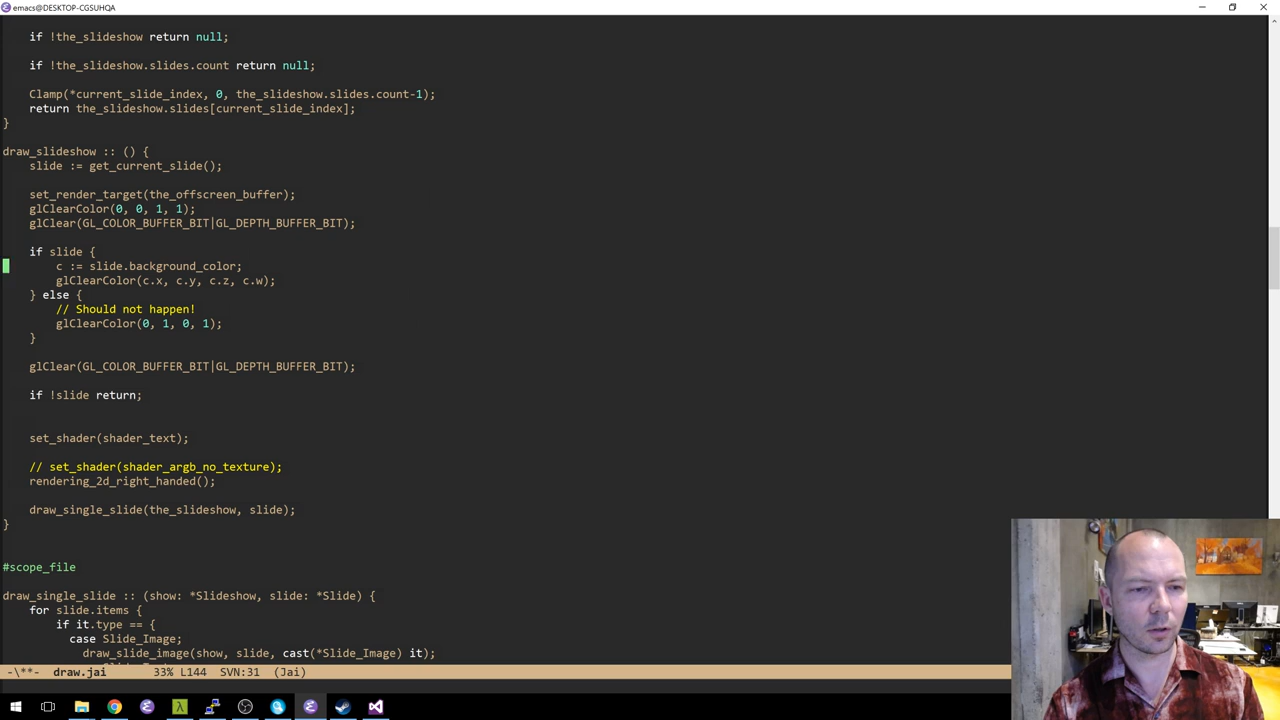 emacs@DESKTOP-CGSUHQA
if !the_slideshow return null;
if !the_slideshow.slides.count return null;
Clamp(*current_slide_index, 0, the_slideshow.slides.count-1);
return the_slideshow.slides[current_slide_index];
}
draw_slideshow :: () {
slide := get_current_slide();
set_render_target(the_offscreen_buffer);
glClearColor(0, 0, 1, 1);
glClear(GL_COLOR_BUFFER_BIT|GL_DEPTH_BUFFER_BIT);
if slide {
c := slide.background_color;
glClearColor(c.x, c.y, c.z, c.w);
} else {
// Should not happen!
glClearColor(0, 1, 0, 1);
}
glClear(GL_COLOR_BUFFER_BIT|GL_DEPTH_BUFFER_BIT);
if !slide return;
set_shader(shader_text);
// set_shader(shader_argb_no_texture);
rendering_2d_right_handed();
draw_single_slide(the_slideshow, slide);
}
#scope_file
draw_single_slide :: (show: *Slideshow, slide: *Slide) {
for slide.items {
if it.type == {
case Slide_Image;
draw_slide_image(show, slide, cast(*Slide_Image) it);
-\**- draw.jai 33% L144 SVN:31 (Jai)